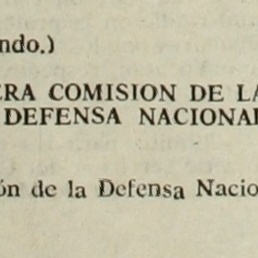 ndo.)
ERA COMISION DE LA
DEFENSA NACIONAL
ón de la Defensa Nacio